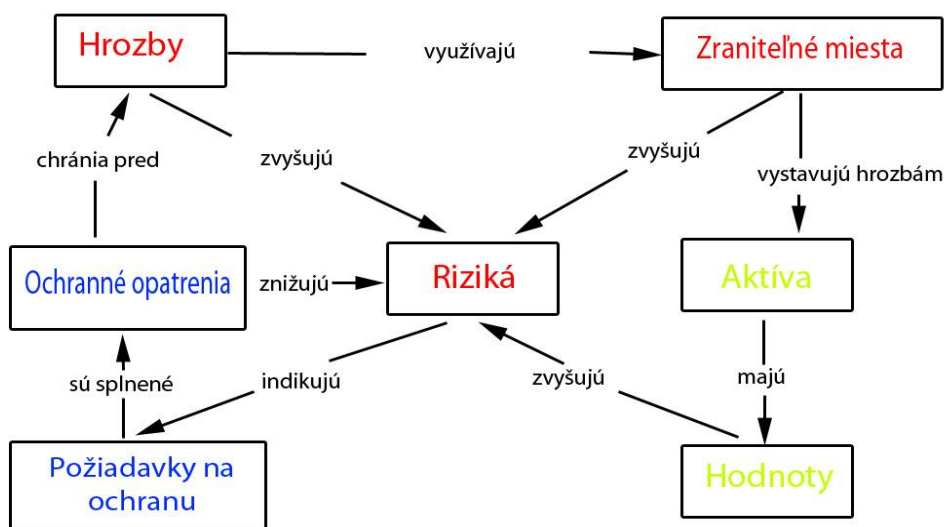 Hrozby
využívajú
Zraniteľné miesta
chránia pred
zvyšujú
zvyšujú
vystavujú hrozbám
Ochranné opatrenia
znižujú
Riziká
Aktíva
sú splnené
indikujú
zvyšujú
majú
Požiadavky na
ochranu
Hodnoty